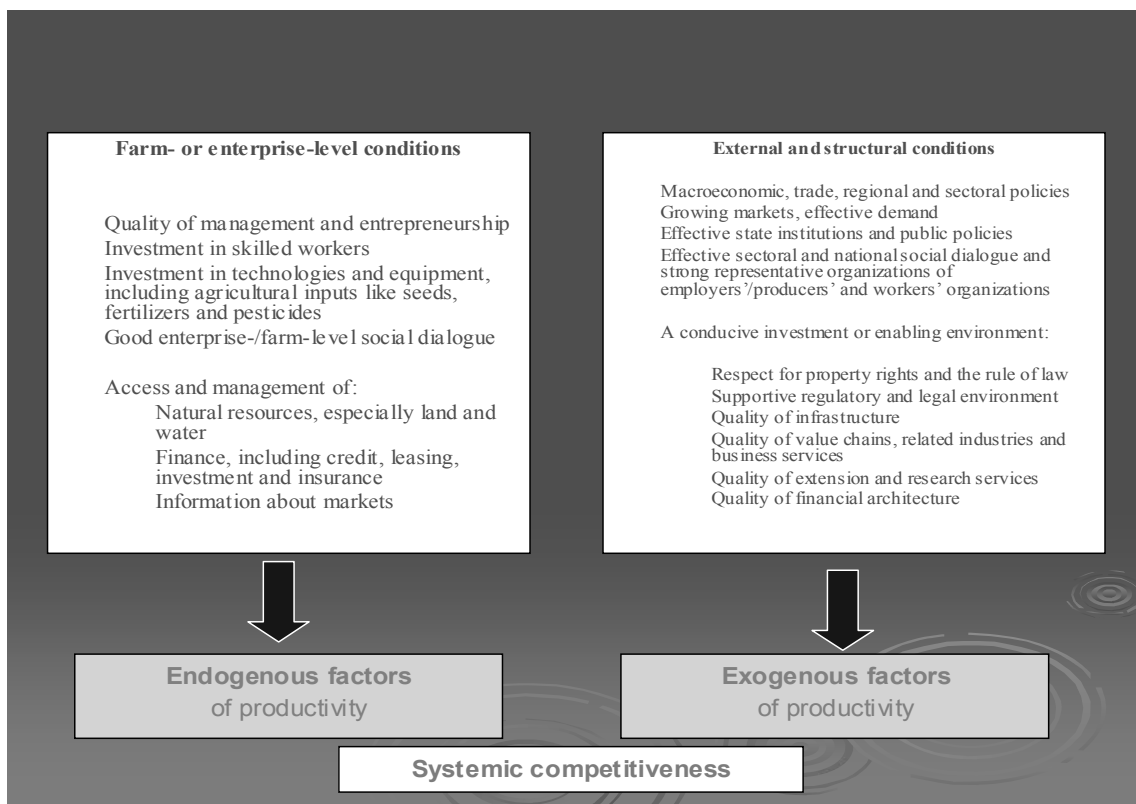 Farm- or enterprise-level conditions
Quality of management and entrepreneurship
Investment in skilled workers
Investment in technologies and equipment,
including agricultural inputs like seeds,
fertilizers and pesticides
Good enterprise-/farm-level social dialogue
Access and management of:
Natural resources, especially land and
water
Finance, including credit, leasing,
investment and insurance
Information about markets
External and structural conditions
Macroeconomic, trade, regional and sectoral policies
Growing markets, effective demand
Effective state institutions and public policies
Effective sectoral and national social dialogue and
strong representative organizations of
employers’/producers’ and workers’ organizations
A conducive investment or enabling environment:
Respect for property rights and the rule of law
Supportive regulatory and legal environment
Quality of infrastructure
Quality of value chains, related industries and
business services
Quality of extension and research services
Quality of financial architecture
Endogenous factors
of productivity
Exogenous factors
of productivity
Systemic competitiveness